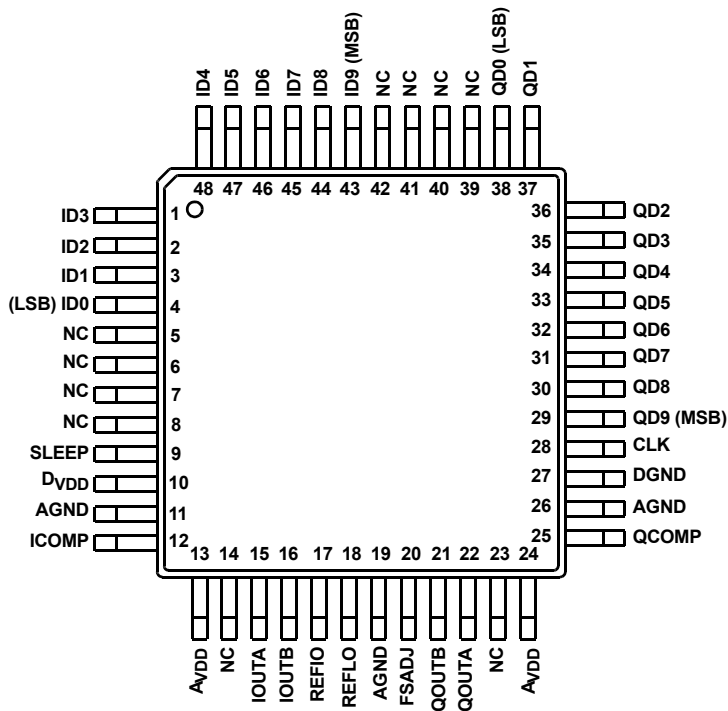 ID4
ID5
ID6
ID7
ID8
ID9 (MSB)
NC
NC
NC
NC
QD0 (LSB)
QD1
48 47 46 45 44 43 42 41 40 39 38 37
ID3 1
ID2 2
ID1 3
(LSB) ID0 4
NC 5
NC 6
NC 7
NC 8
SLEEP 9
DVDD 10
AGND 11
ICOMP 12
36 QD2
35 QD3
34 QD4
33 QD5
32 QD6
31 QD7
30 QD8
29 QD9 (MSB)
28 CLK
27 DGND
26 AGND
25 QCOMP
13 14 15 16 17 18 19 20 21 22 23 24
AVDD
NC
IOUTA
IOUTB
REFIO
REFLO
AGND
FSADJ
QOUTB
QOUTA
NC
AVDD